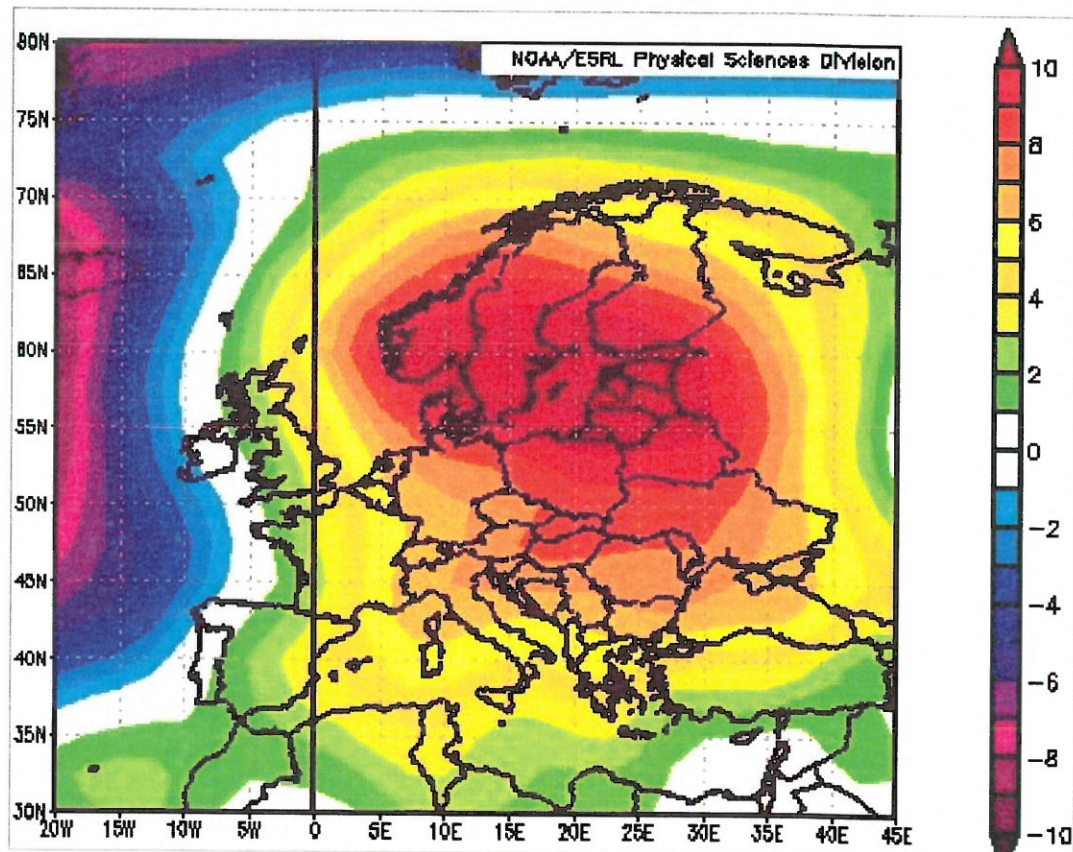 NOAA/ESRL Physical Sciences Division
80N
75N
70N
65N
60N
55N
50N
45N
40N
35N
30N
20W 15W 10W 5W 0 5E 10E 15E 20E 25E 30E 35E 40E 45E
10
8
6
4
2
0
-2
-4
-6
-8
-10